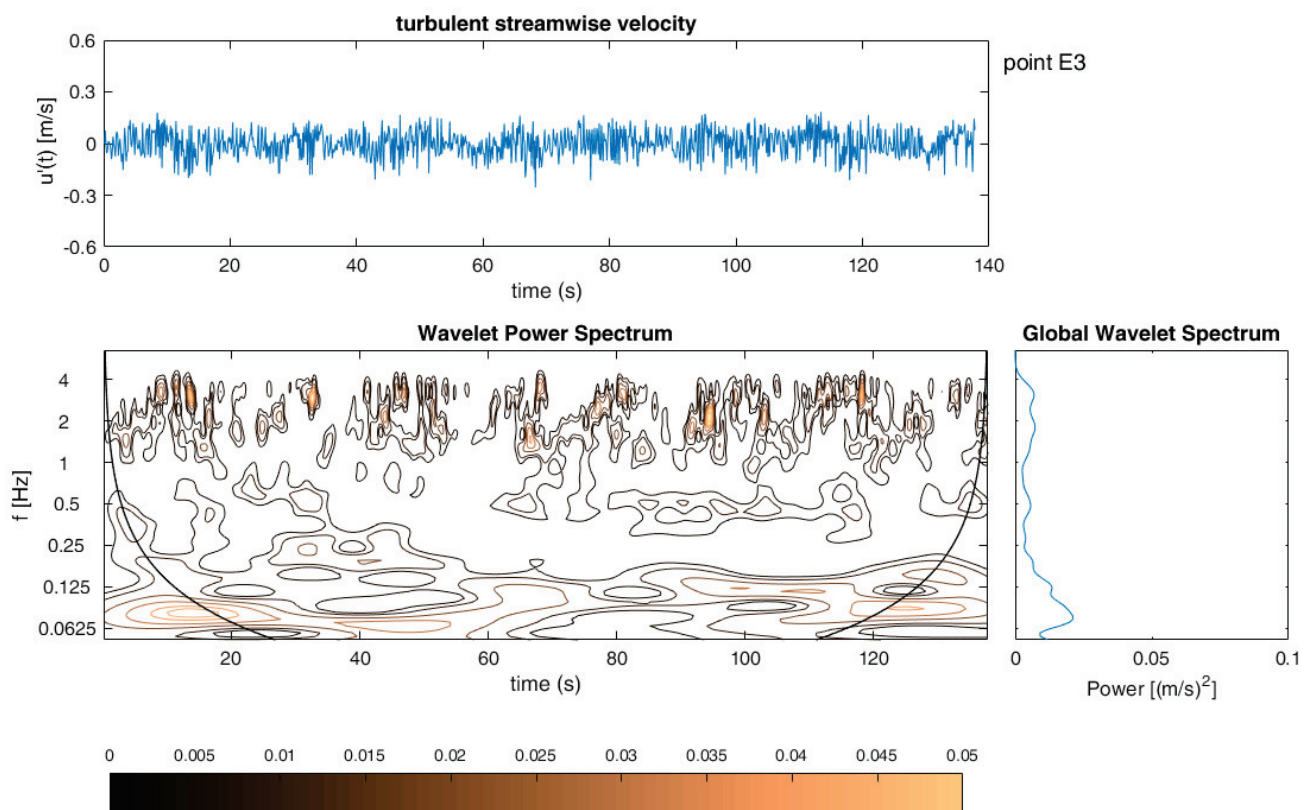 turbulent streamwise velocity
point E3
u'(t) [m/s]
0.6
0.3
0
-0.3
-0.6
0 20 40 60 80 100 120 140
time (s)
Wavelet Power Spectrum
f [Hz]
4
2
1
0.5
0.25
0.125
0.0625
20 40 60 80 100 120
time (s)
Global Wavelet Spectrum
0 0.05 0.1
Power [(m/s)²]
0 0.005 0.01 0.015 0.02 0.025 0.03 0.035 0.04 0.045 0.05